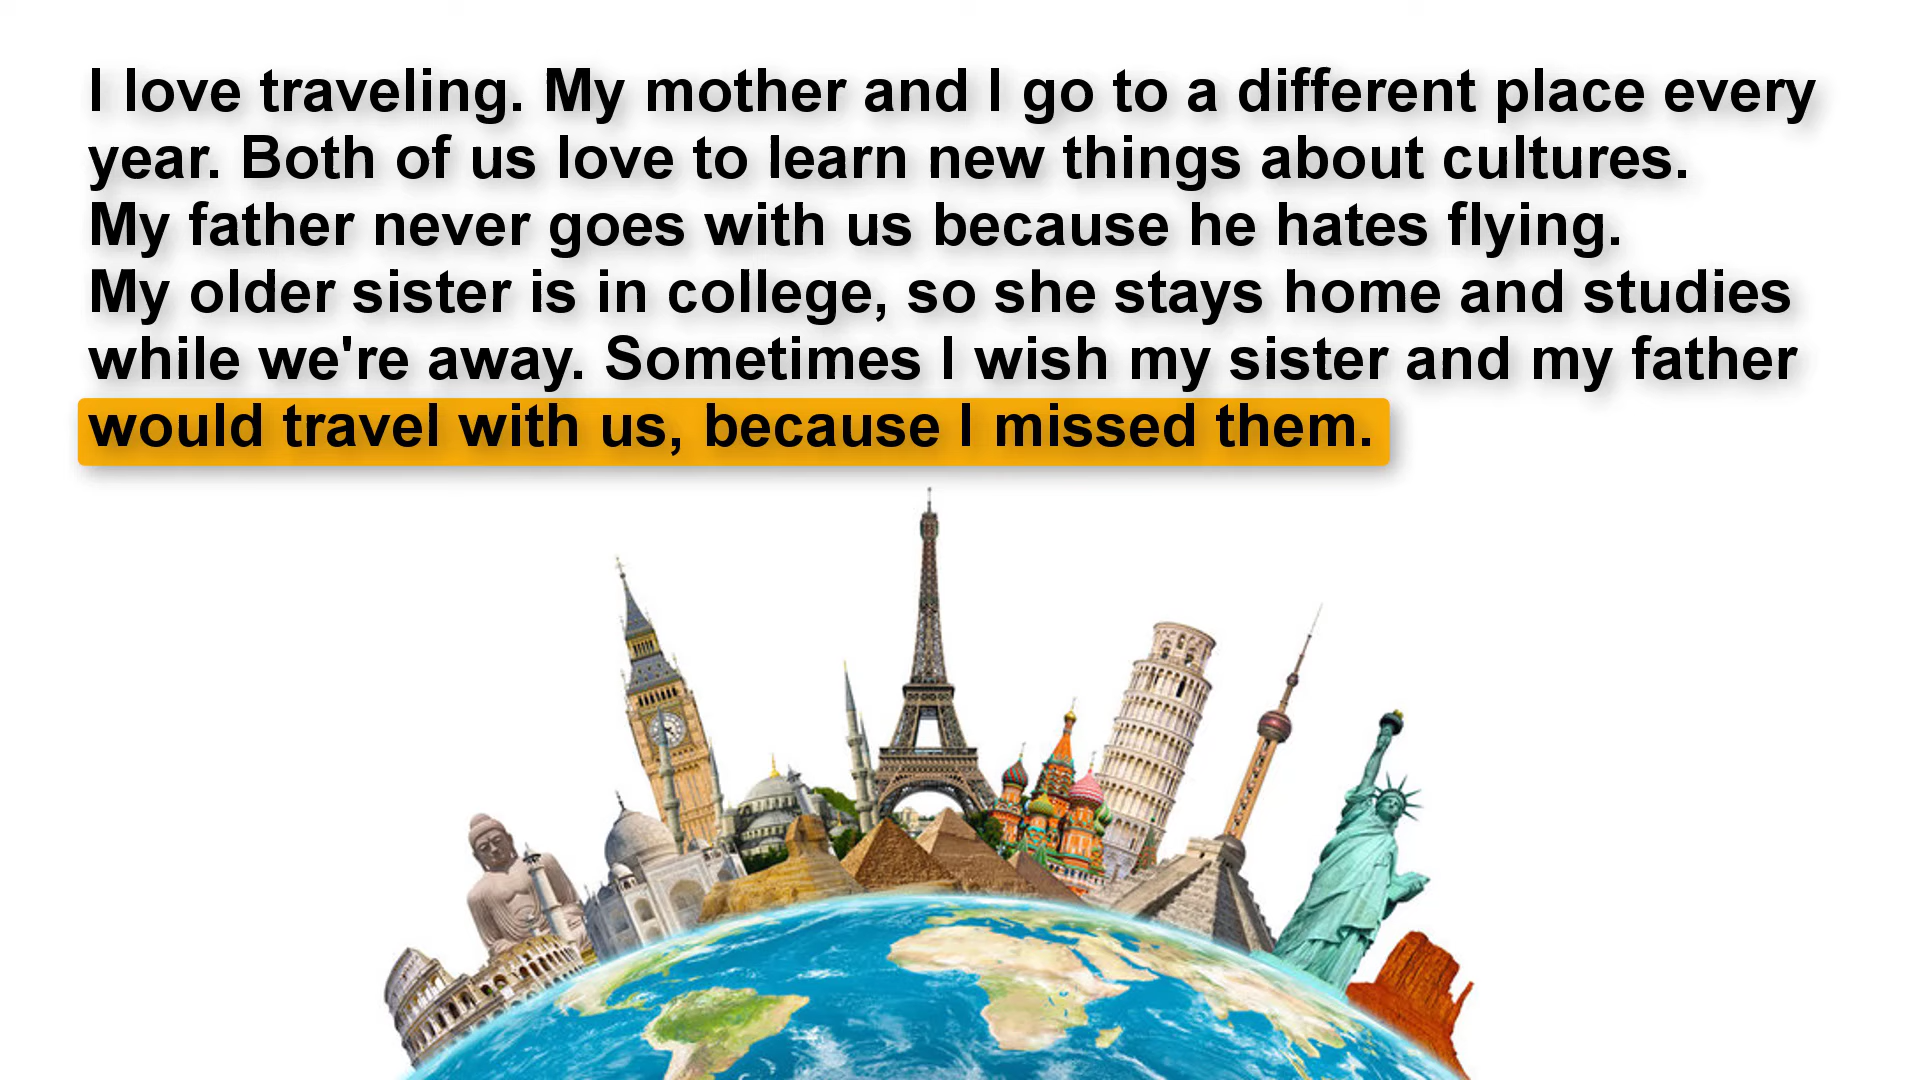 I love traveling. My mother and I go to a different place every
year. Both of us love to learn new things about cultures.
My father never goes with us because he hates flying.
My older sister is in college, so she stays home and studies
while we're away. Sometimes I wish my sister and my father
would travel with us, because I missed them.